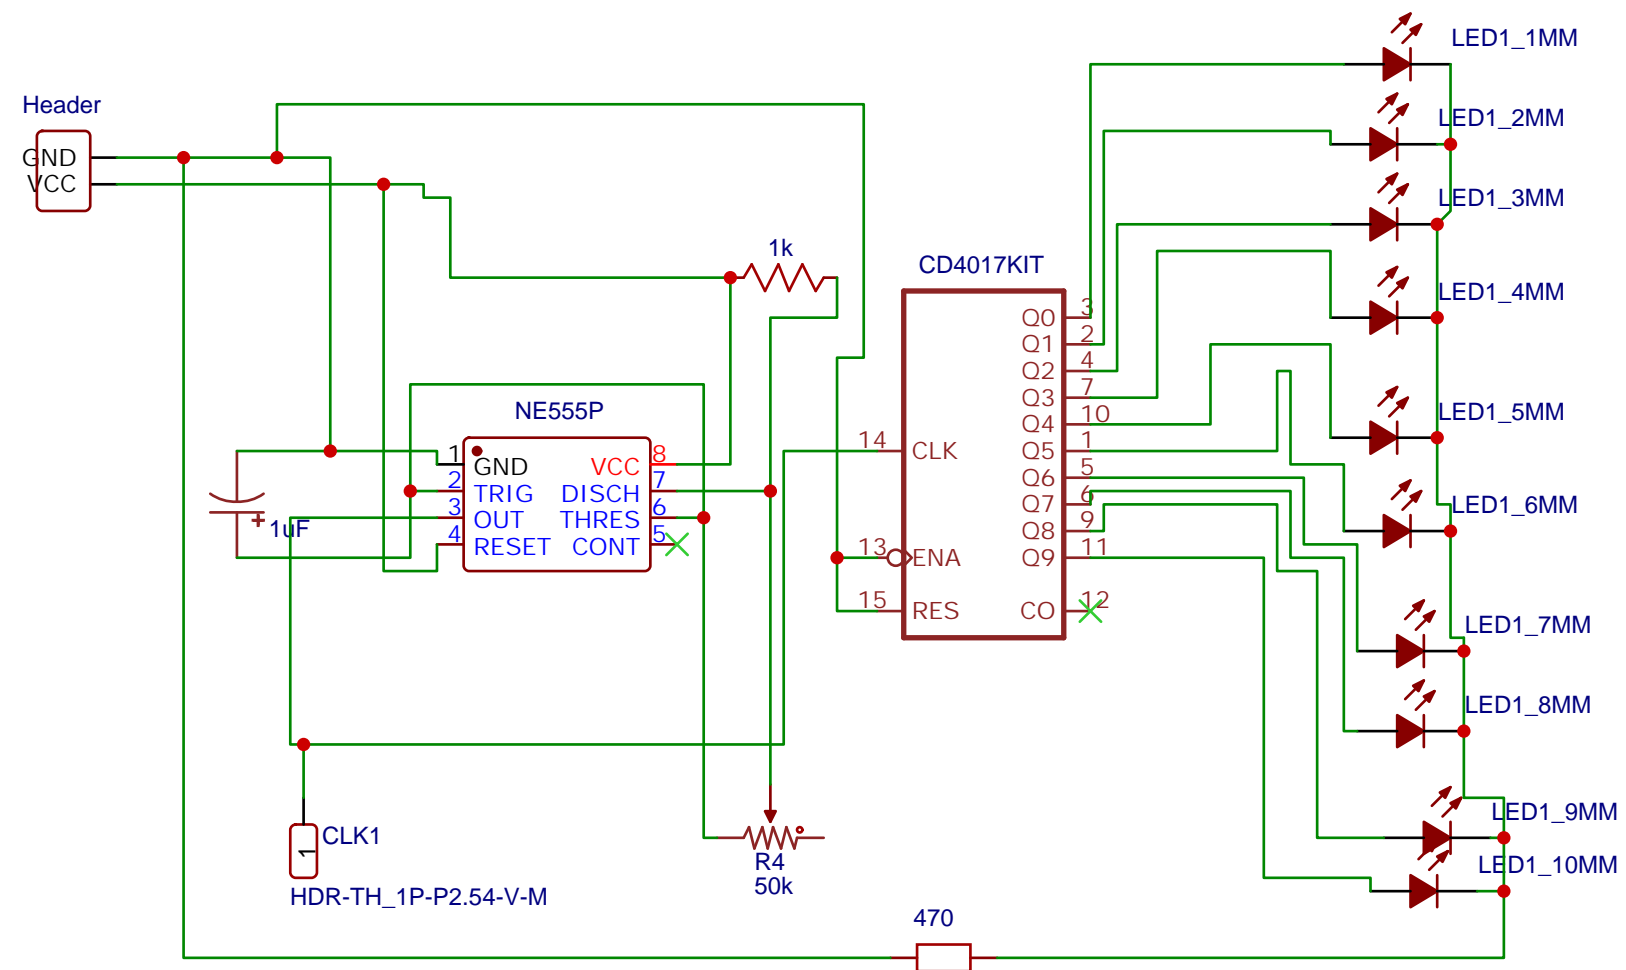 Header
GND
VCC
1k
NE555P
1
GND
2
TRIG
3
OUT
4
RESET
VCC
8
DISCH
7
THRES
6
CONT
5
+
1uF
CLK1
1
HDR-TH_1P-P2.54-V-M
R4
50k
470
CD4017KIT
14
CLK
13
ENA
15
RES
Q0
3
Q1
2
Q2
4
Q3
7
Q4
10
Q5
1
Q6
5
Q7
6
Q8
9
Q9
11
CO
12
LED1_1MM
LED1_2MM
LED1_3MM
LED1_4MM
LED1_5MM
LED1_6MM
LED1_7MM
LED1_8MM
LED1_9MM
LED1_10MM